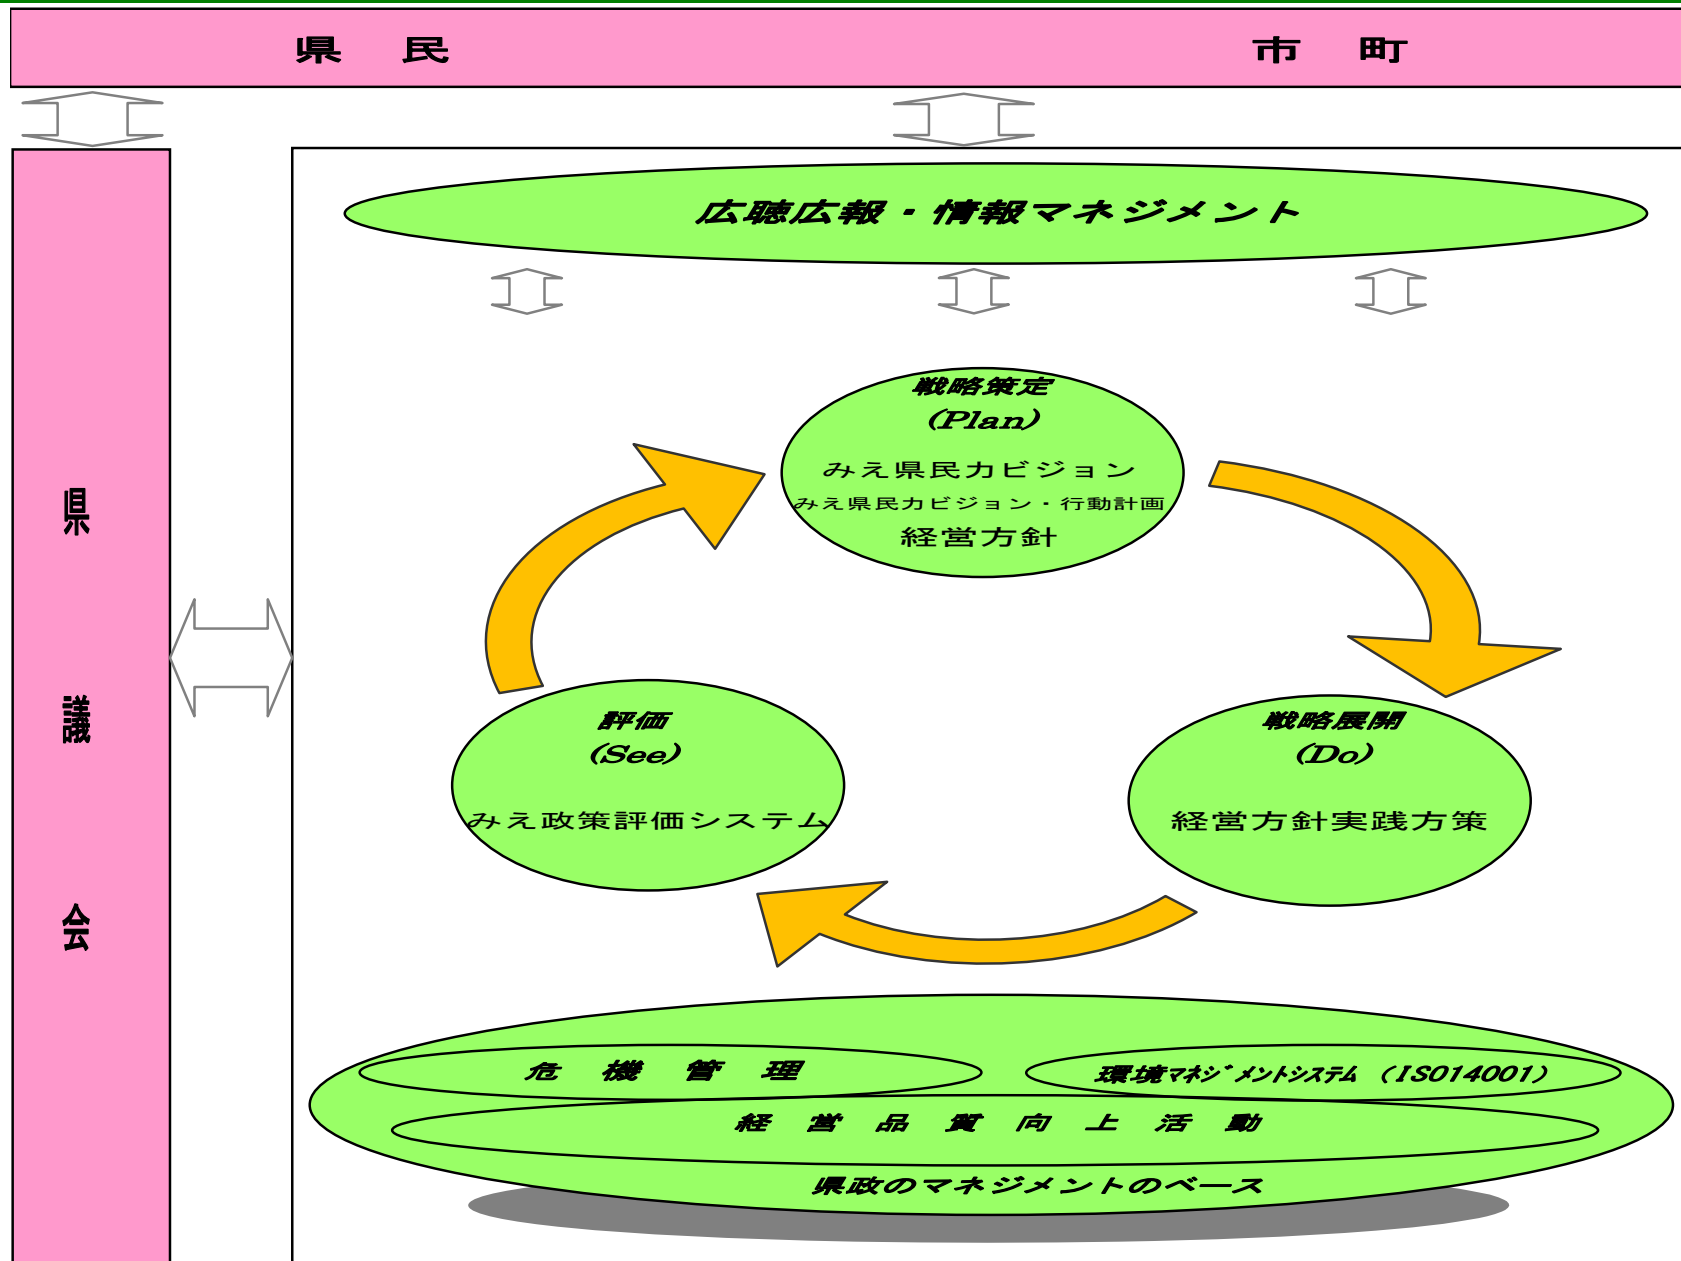 県　民
市　町
県
議
会
広聴広報・情報マネジメント
戦略策定
(Plan)
みえ県民力ビジョン
みえ県民力ビジョン・行動計画
経営方針
評価
(See)
みえ政策評価システム
戦略展開
(Do)
経営方針実践方策
危　機　管　理
環境ﾏﾈｼﾞﾒﾝﾄｼｽﾃﾑ （ISO14001）
経　営　品　質　向　上　活　動
県政のマネジメントのベース